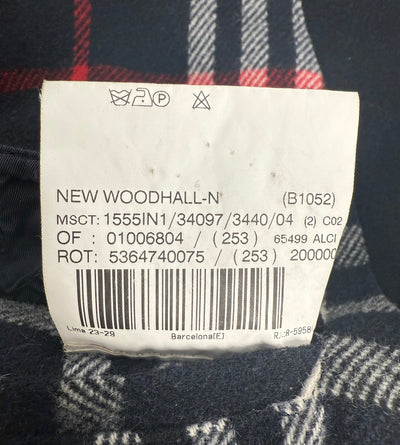 NEW WOODHALL-N (B1052)
MSCT: 1555IN1/34097/3440/04 (2) C02
OF : 01006804 / (253) 65499 ALCI
ROT: 5364740075 / (253) 200000
Lima 23-29 Barcelona(E)